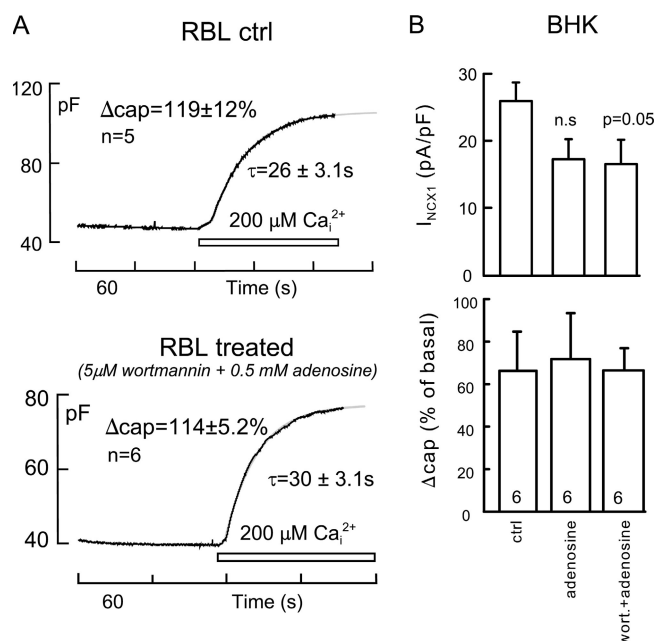 A
RBL ctrl
120
pF
100
80
60
40
Δcap=119±12%
n=5
τ=26 ± 3.1s
200 μM Caᵢ²⁺
60
Time (s)
RBL treated
(5μM wortmannin + 0.5 mM adenosine)
80
pF
60
40
Δcap=114±5.2%
n=6
τ=30 ± 3.1s
200 μM Caᵢ²⁺
60
Time (s)
B
BHK
I_NCX1 (pA/pF)
30
20
10
0
n.s
p=0.05
Δcap (% of basal)
100
80
60
40
20
0
6
6
6
ctrl
adenosine
wort.+adenosine